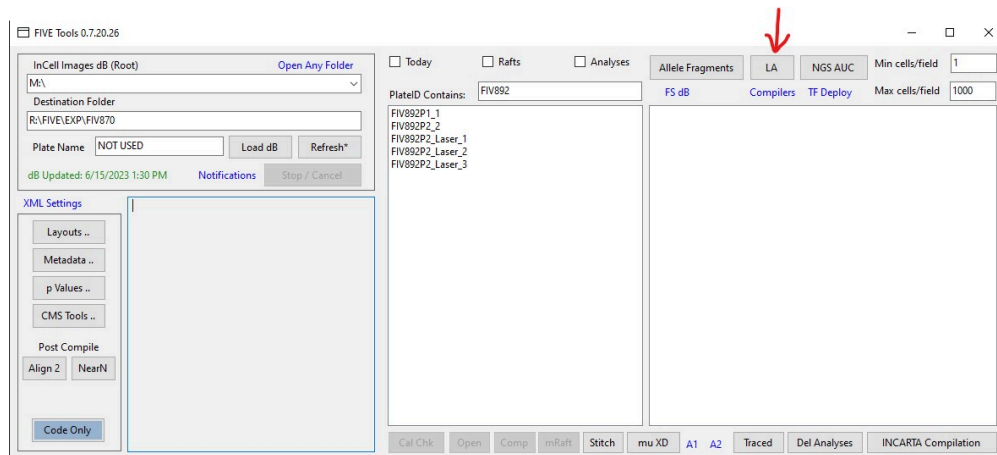 FIVE Tools 0.7.20.26
InCell Images dB (Root)
Open Any Folder
M:\
Destination Folder
R:\FIVE\EXP\FIV870
Plate Name
NOT USED
Load dB
Refresh*
dB Updated: 6/15/2023 1:30 PM
Notifications
Stop / Cancel
XML Settings
Layouts ..
Metadata ..
p Values ..
CMS Tools ..
Post Compile
Align 2
NearN
Code Only
Today
Rafts
Analyses
PlateID Contains:
FIV892
FIV892P1_1
FIV892P2_2
FIV892P2_Laser_1
FIV892P2_Laser_2
FIV892P2_Laser_3
Allele Fragments
LA
NGS AUC
Min cells/field
1
FS dB
Compilers
TF Deploy
Max cells/field
1000
Cal Chk
Open
Comp
mRaft
Stitch
mu XD
A1
A2
Traced
Del Analyses
INCARTA Compilation